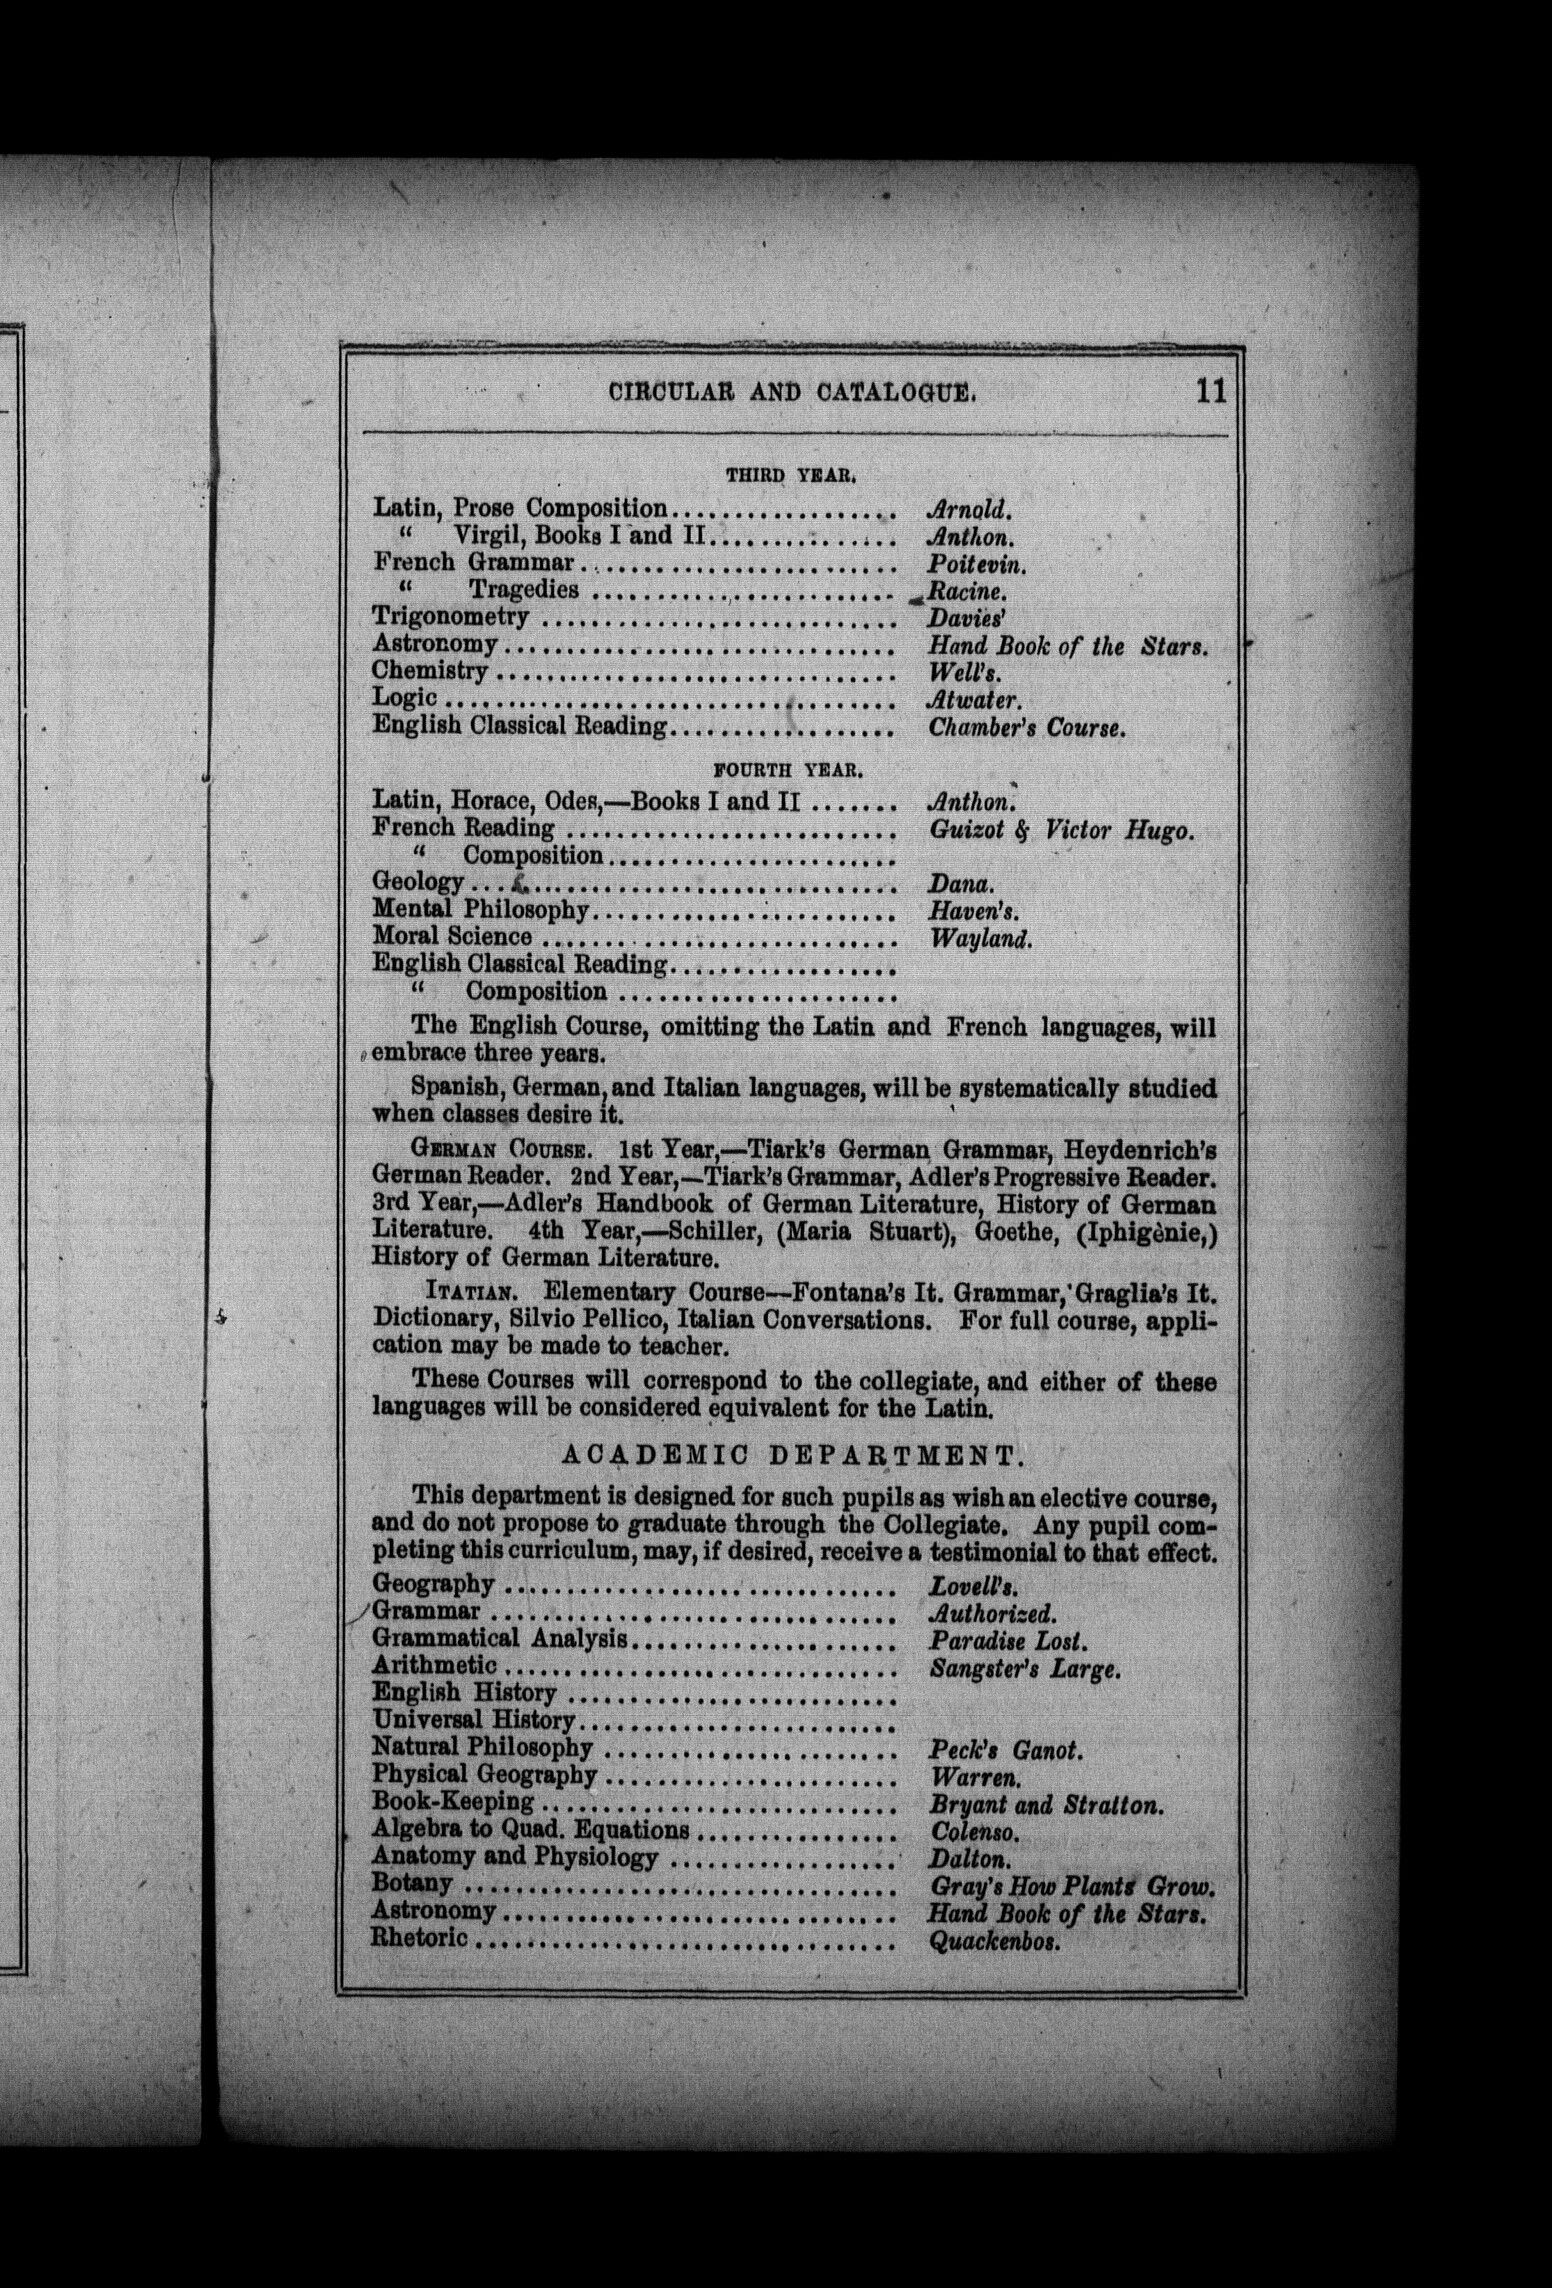 CIRCULAR AND CATALOGUE. 11
THIRD YEAR.
Latin, Prose Composition.................. Arnold.
“ Virgil, Books I and II............... Anthon.
French Grammar......................... Poitevin.
“ Tragedies ........................ Racine.
Trigonometry ............................ Davies'
Astronomy............................... Hand Book of the Stars.
Chemistry................................ Well's.
Logic.................................... Atwater.
English Classical Reading.................. Chamber's Course.
FOURTH YEAR.
Latin, Horace, Odes,—Books I and II ....... Anthon.
French Reading .......................... Guizot & Victor Hugo.
“ Composition.......................
Geology.................................. Dana.
Mental Philosophy........................ Haven's.
Moral Science ............................ Wayland.
English Classical Reading..................
“ Composition ......................
The English Course, omitting the Latin and French languages, will
embrace three years.
Spanish, German, and Italian languages, will be systematically studied
when classes desire it.
German Course. 1st Year,—Tiark's German Grammar, Heydenrich's
German Reader. 2nd Year,—Tiark's Grammar, Adler's Progressive Reader.
3rd Year,—Adler's Handbook of German Literature, History of German
Literature. 4th Year,—Schiller, (Maria Stuart), Goethe, (Iphigènie,)
History of German Literature.
Itatian. Elementary Course—Fontana's It. Grammar, Graglia's It.
Dictionary, Silvio Pellico, Italian Conversations. For full course, appli-
cation may be made to teacher.
These Courses will correspond to the collegiate, and either of these
languages will be considered equivalent for the Latin.
ACADEMIC DEPARTMENT.
This department is designed for such pupils as wish an elective course,
and do not propose to graduate through the Collegiate. Any pupil com-
pleting this curriculum, may, if desired, receive a testimonial to that effect.
Geography............................... Lovell's.
Grammar................................ Authorized.
Grammatical Analysis..................... Paradise Lost.
Arithmetic............................... Sangster's Large.
English History ..........................
Universal History.........................
Natural Philosophy ....................... Peck's Ganot.
Physical Geography....................... Warren.
Book-Keeping............................ Bryant and Stratton.
Algebra to Quad. Equations................ Colenso.
Anatomy and Physiology .................. Dalton.
Botany .................................. Gray's How Plants Grow.
Astronomy............................... Hand Book of the Stars.
Rhetoric................................. Quackenbos.